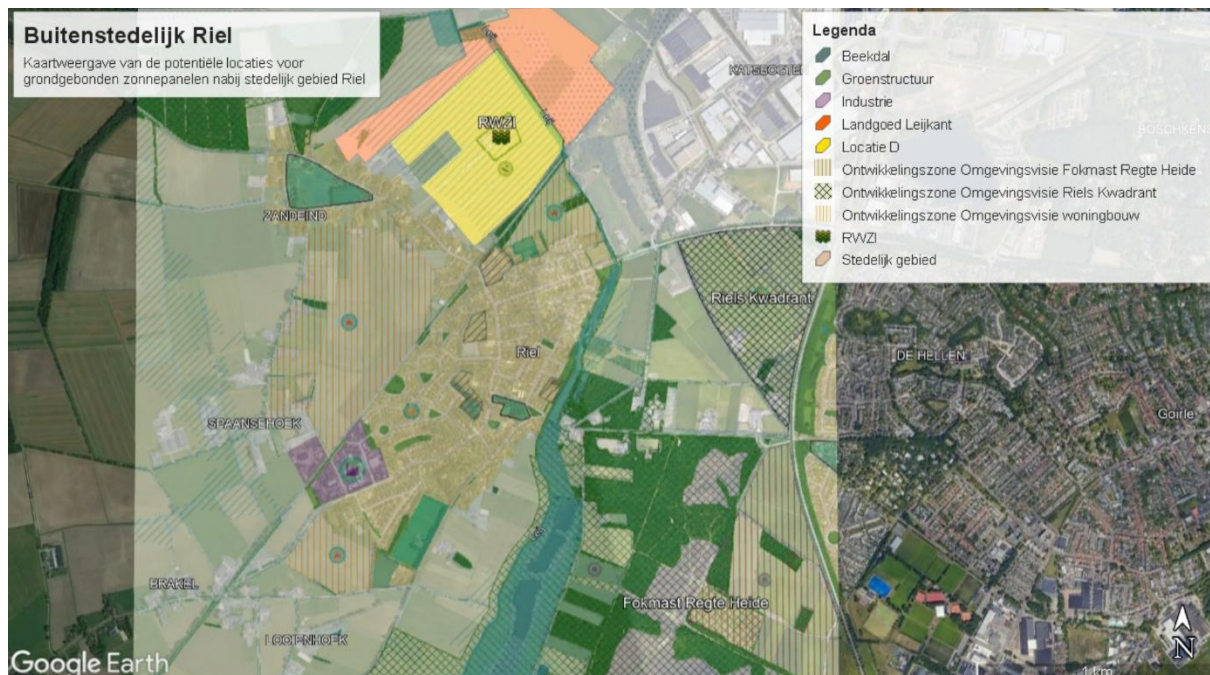 Buitenstedelijk Riel
Kaartweergave van de potentiële locaties voor
grondgebonden zonnepanelen nabij stedelijk gebied Riel
Legenda
Beekdal
Groenstructuur
Industrie
Landgoed Leijkant
Locatie D
Ontwikkelingszone Omgevingsvisie Fokmast Regte Heide
Ontwikkelingszone Omgevingsvisie Riels Kwadrant
Ontwikkelingszone Omgevingsvisie woningbouw
RWZI
Stedelijk gebied
KATSBOGTEN
RWZI
ZANDEIND
Riels Kwadrant
Riel
DE HELLEN
Goirle
SPAANSEHOEK
BRAKEL
Fokmast Regte Heide
LOOIENHOEK
Google Earth
1 km
N